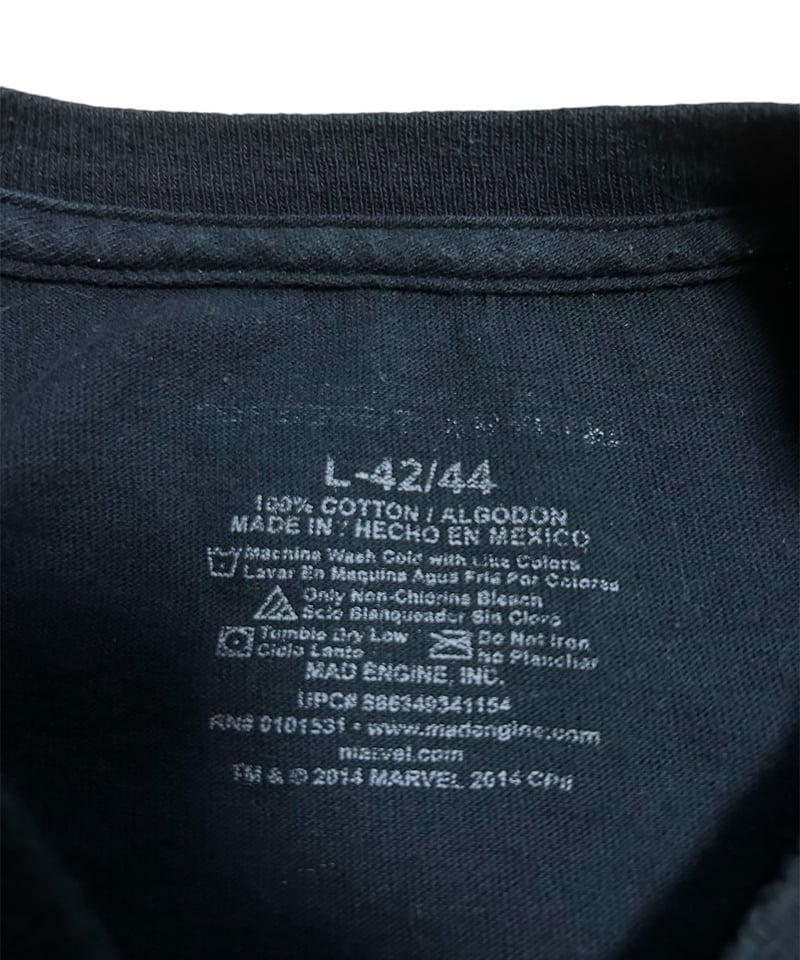 L-42/44
100% COTTON / ALGODON
MADE IN / HECHO EN MEXICO
Machine Wash Cold with Like Colors
Lavar En Maquina Agua Fria Por Colores
Only Non-Chlorine Bleach
Solo Blanqueador Sin Cloro
Tumble Dry Low
Ciclo Lento
Do Not Iron
No Planchar
MAD ENGINE, IND.
UPC# 886349341154
RN# 0101531 • www.madengine.com
marvel.com
TM & © 2014 MARVEL 2014 CPII